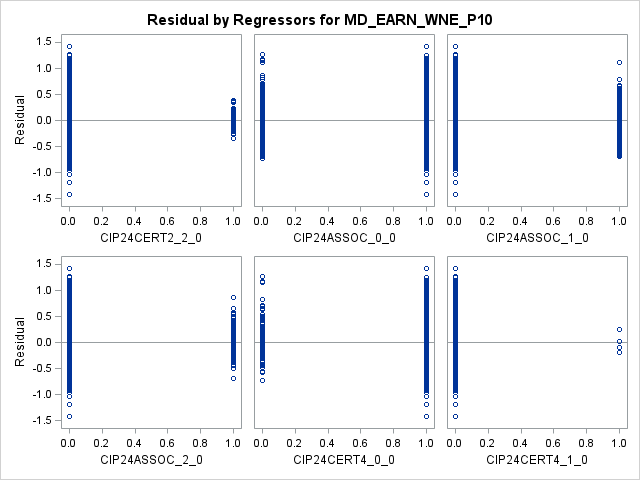 Residual by Regressors for MD_EARN_WNE_P10
1.5
1.0
0.5
0.0
-0.5
-1.0
-1.5
Residual
0.0 0.2 0.4 0.6 0.8 1.0
CIP24CERT2_2_0
0.0 0.2 0.4 0.6 0.8 1.0
CIP24ASSOC_0_0
0.0 0.2 0.4 0.6 0.8 1.0
CIP24ASSOC_1_0
1.5
1.0
0.5
0.0
-0.5
-1.0
-1.5
Residual
0.0 0.2 0.4 0.6 0.8 1.0
CIP24ASSOC_2_0
0.0 0.2 0.4 0.6 0.8 1.0
CIP24CERT4_0_0
0.0 0.2 0.4 0.6 0.8 1.0
CIP24CERT4_1_0